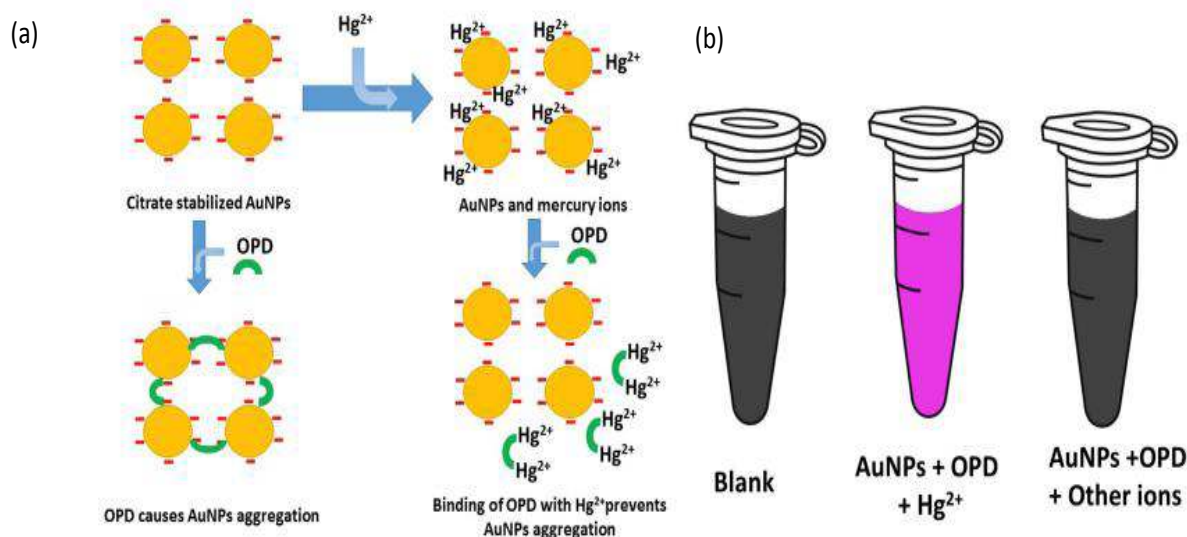 (a)
Hg²⁺
Hg²⁺ Hg²⁺
Hg²⁺
Hg²⁺
Hg²⁺ Hg²⁺
Hg²⁺ Hg²⁺
Citrate stabilized AuNPs
AuNPs and mercury ions
OPD
OPD
Hg²⁺
Hg²⁺
Hg²⁺
Hg²⁺
Hg²⁺
Hg²⁺
OPD causes AuNPs aggregation
Binding of OPD with Hg²⁺prevents
AuNPs aggregation
(b)
Blank
AuNPs + OPD
+ Hg²⁺
AuNPs +OPD
+ Other ions